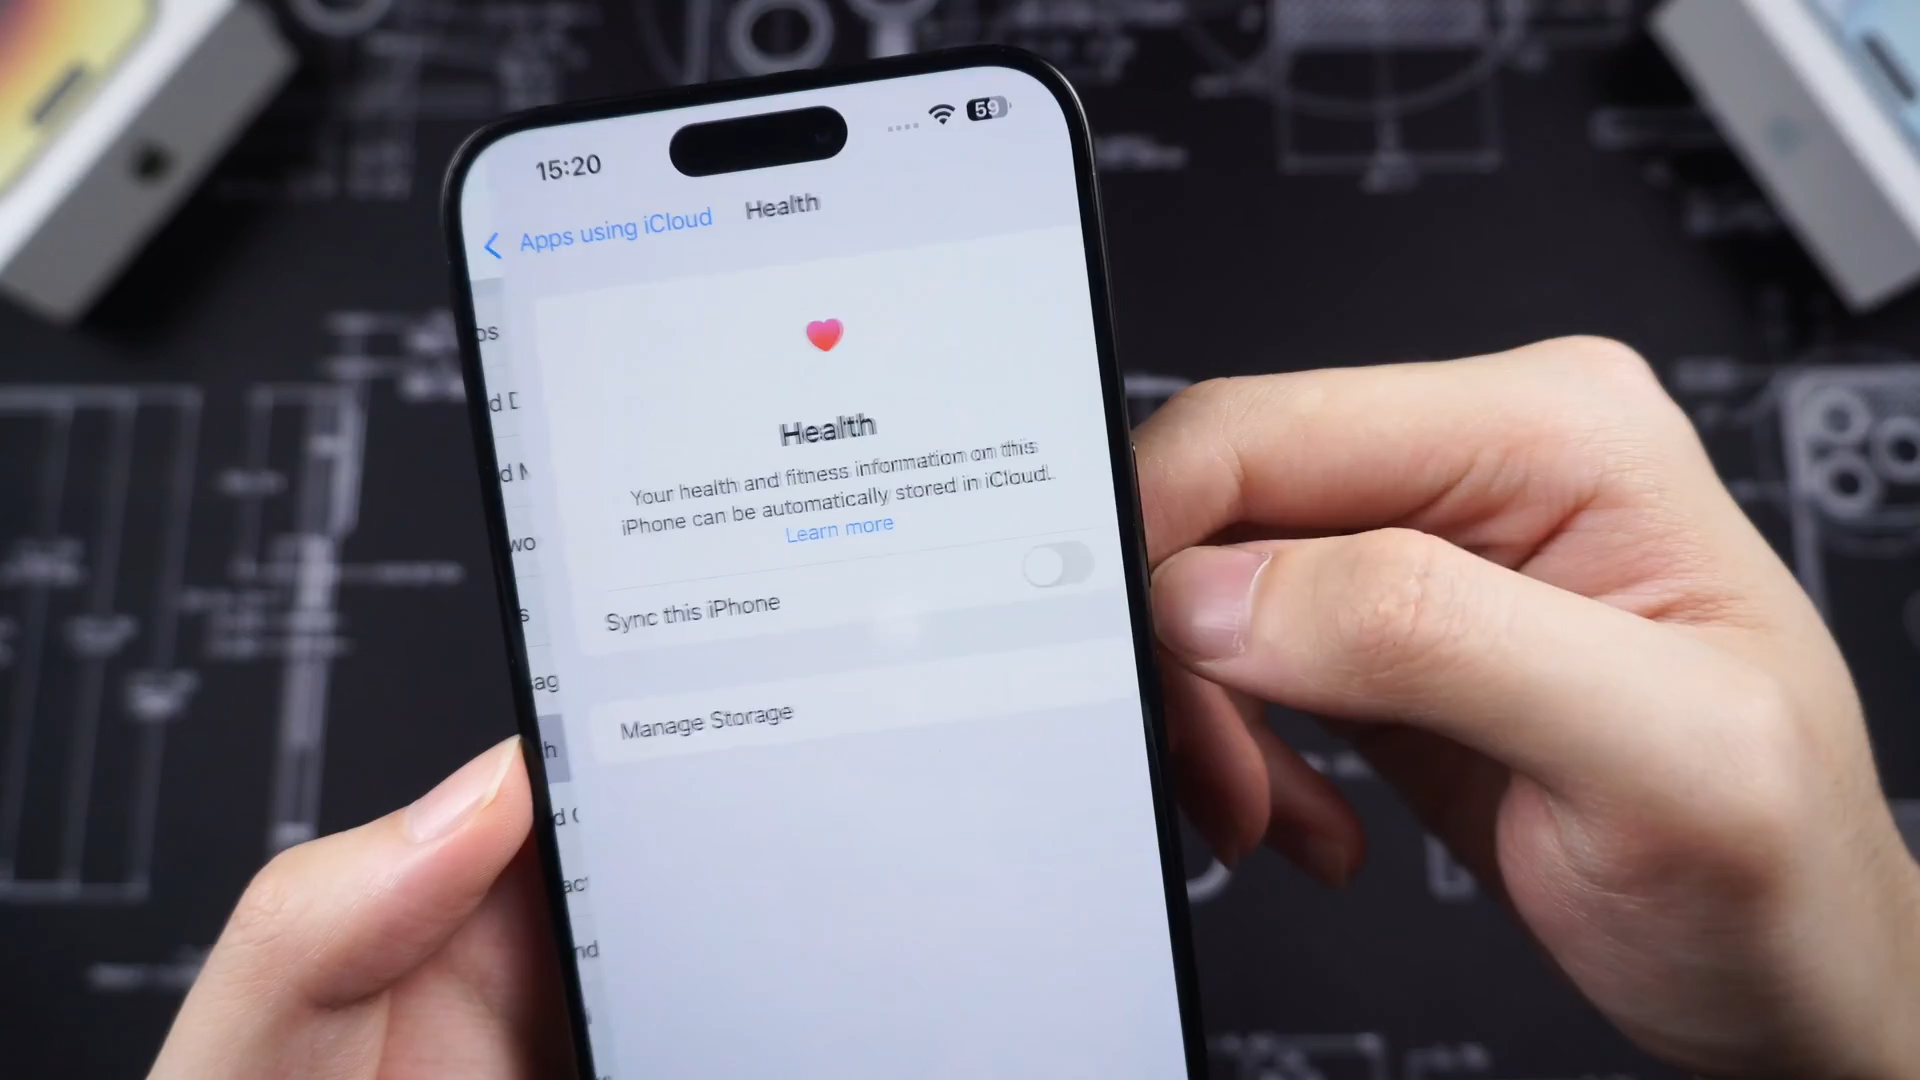 15:20
59
Apps using iCloud
Health
Health
Your health and fitness information on this
iPhone can be automatically stored in iCloud.
Learn more
Sync this iPhone
Manage Storage